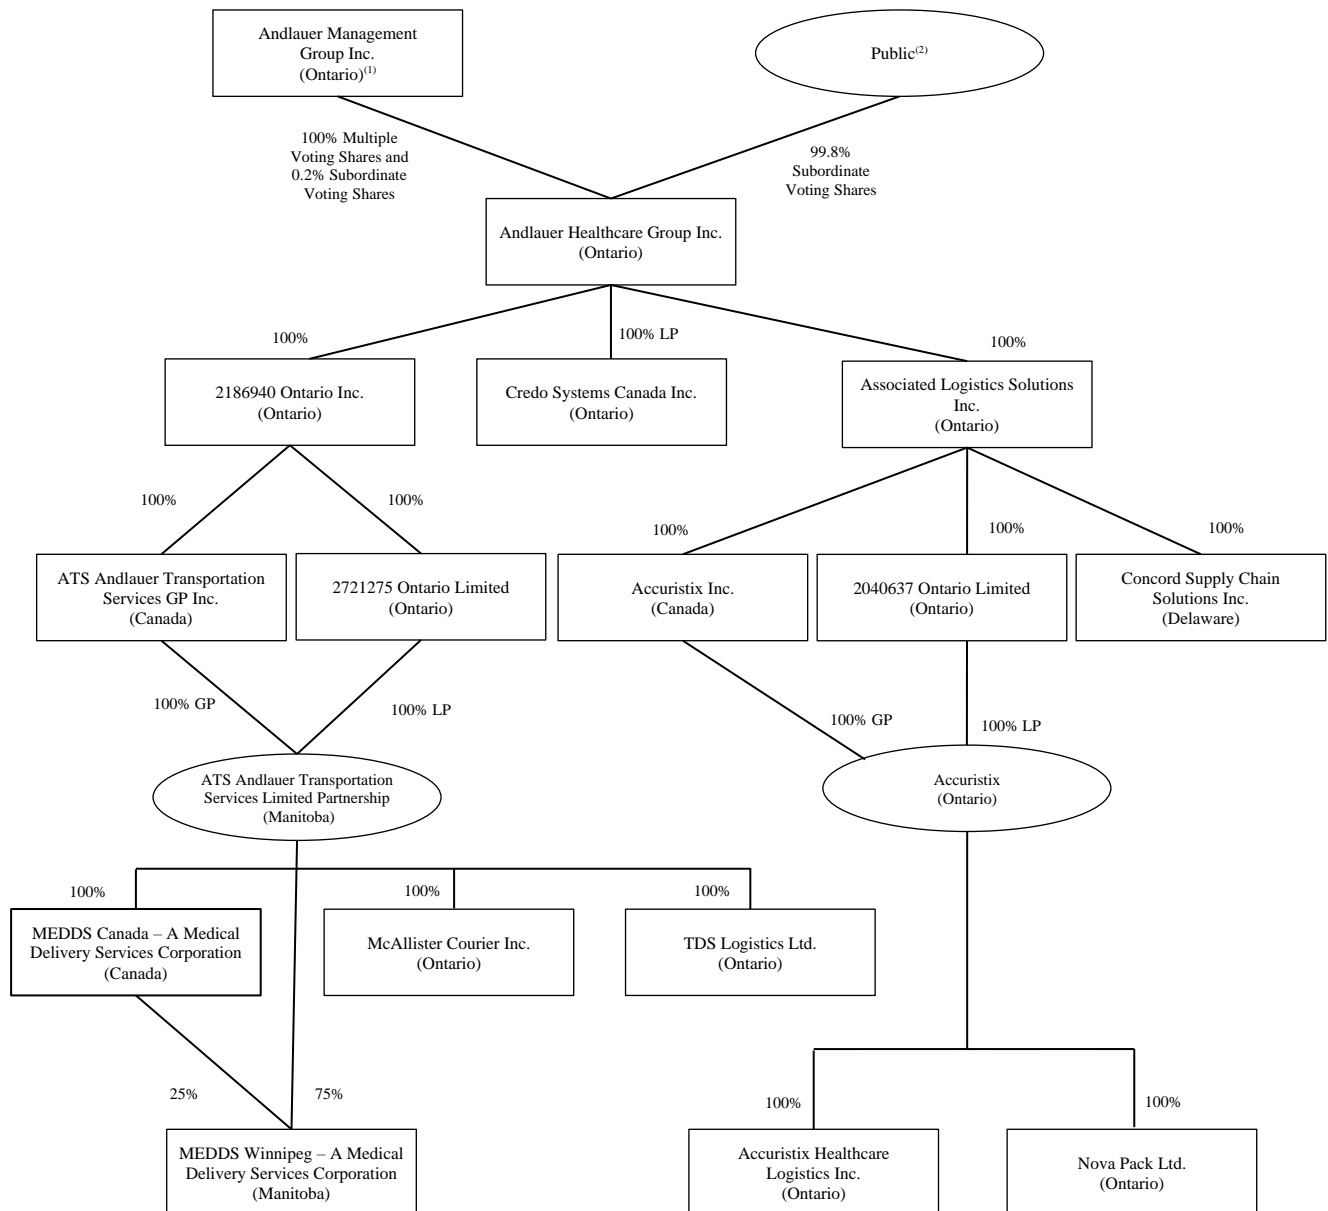 Andlauer Management
Group Inc.
(Ontario)(1)
Public(2)
100% Multiple
Voting Shares and
0.2% Subordinate
Voting Shares
99.8%
Subordinate
Voting Shares
Andlauer Healthcare Group Inc.
(Ontario)
100%
100% LP
100%
2186940 Ontario Inc.
(Ontario)
Credo Systems Canada Inc.
(Ontario)
Associated Logistics Solutions
Inc.
(Ontario)
100%
100%
100%
100%
100%
ATS Andlauer Transportation
Services GP Inc.
(Canada)
2721275 Ontario Limited
(Ontario)
Accuristix Inc.
(Canada)
2040637 Ontario Limited
(Ontario)
Concord Supply Chain
Solutions Inc.
(Delaware)
100% GP
100% LP
100% GP
100% LP
ATS Andlauer Transportation
Services Limited Partnership
(Manitoba)
Accuristix
(Ontario)
100%
100%
100%
MEDDS Canada – A Medical
Delivery Services Corporation
(Canada)
McAllister Courier Inc.
(Ontario)
TDS Logistics Ltd.
(Ontario)
25%
75%
100%
100%
MEDDS Winnipeg – A Medical
Delivery Services Corporation
(Manitoba)
Accuristix Healthcare
Logistics Inc.
(Ontario)
Nova Pack Ltd.
(Ontario)